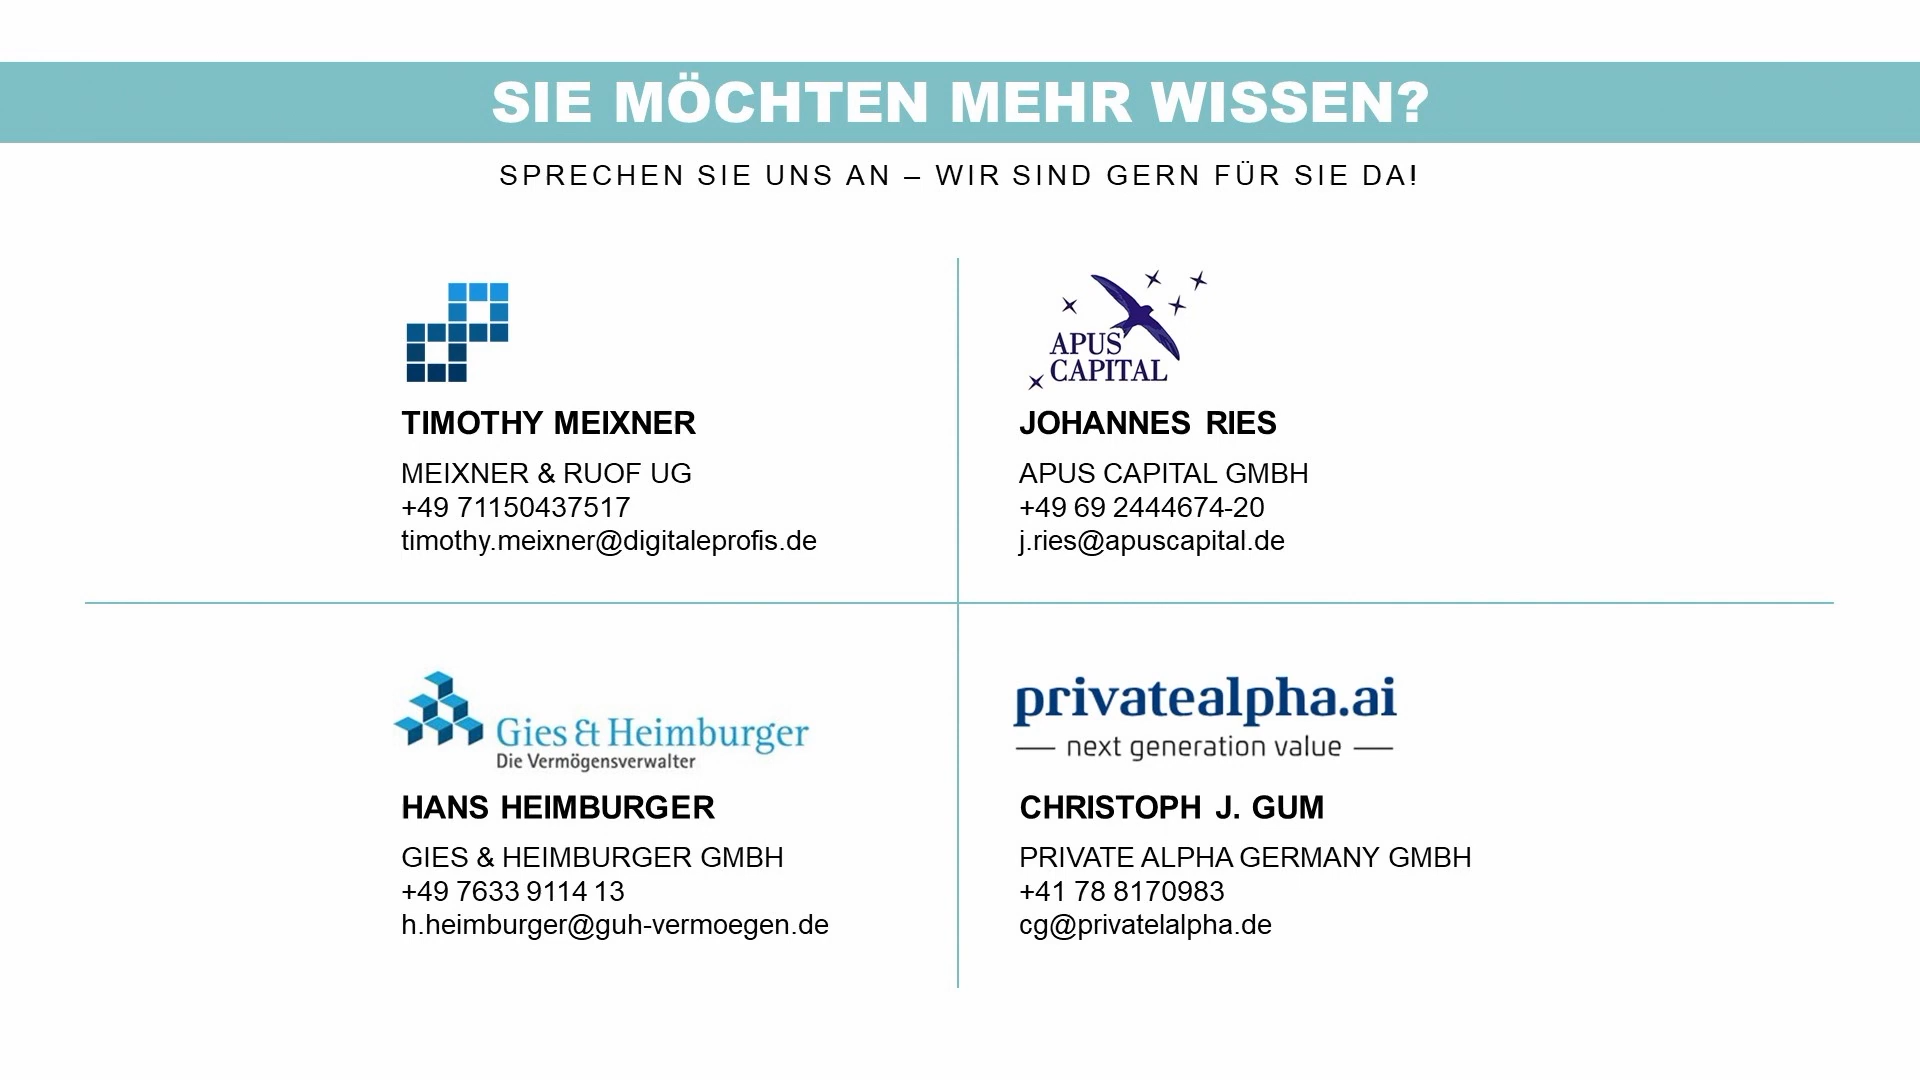 SIE MÖCHTEN MEHR WISSEN?
SPRECHEN SIE UNS AN – WIR SIND GERN FÜR SIE DA!
TIMOTHY MEIXNER
MEIXNER & RUOF UG
+49 71150437517
timothy.meixner@digitaleprofis.de
APUS
CAPITAL
JOHANNES RIES
APUS CAPITAL GMBH
+49 69 2444674-20
j.ries@apuscapital.de
Gies & Heimburger
Die Vermögensverwalter
HANS HEIMBURGER
GIES & HEIMBURGER GMBH
+49 7633 9114 13
h.heimburger@guh-vermoegen.de
privatealpha.ai
next generation value
CHRISTOPH J. GUM
PRIVATE ALPHA GERMANY GMBH
+41 78 8170983
cg@privatelalpha.de